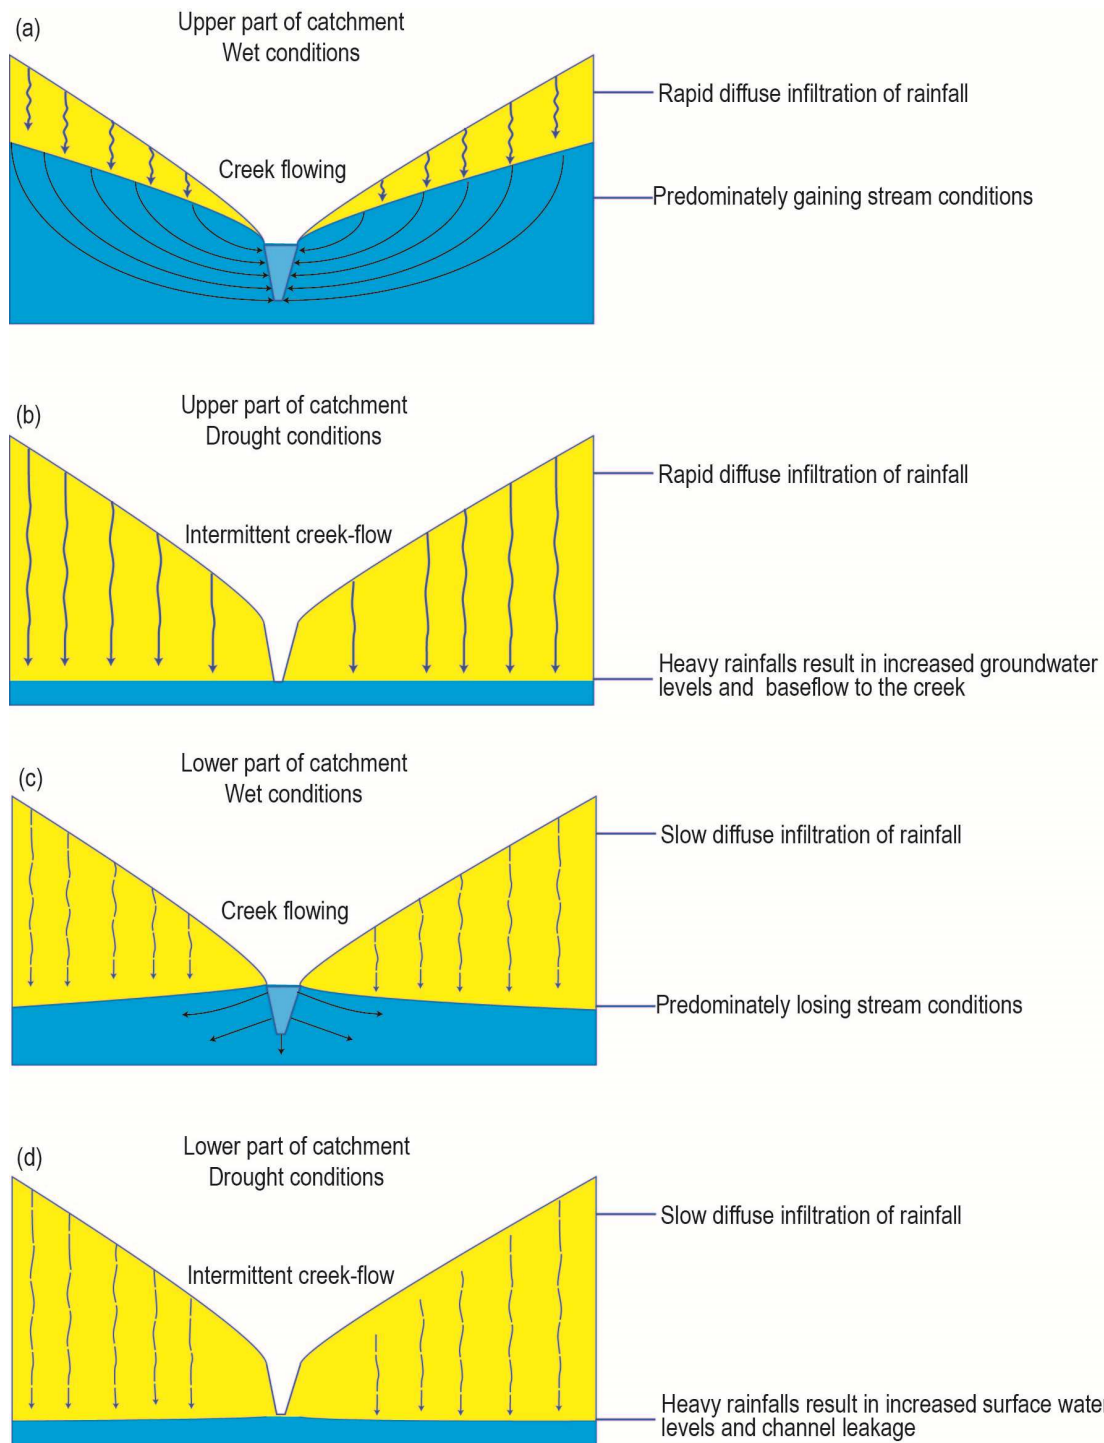 (a)
Upper part of catchment
Wet conditions
Rapid diffuse infiltration of rainfall
Creek flowing
Predominately gaining stream conditions
(b)
Upper part of catchment
Drought conditions
Rapid diffuse infiltration of rainfall
Intermittent creek-flow
Heavy rainfalls result in increased groundwater
levels and baseflow to the creek
(c)
Lower part of catchment
Wet conditions
Slow diffuse infiltration of rainfall
Creek flowing
Predominately losing stream conditions
(d)
Lower part of catchment
Drought conditions
Slow diffuse infiltration of rainfall
Intermittent creek-flow
Heavy rainfalls result in increased surface water
levels and channel leakage